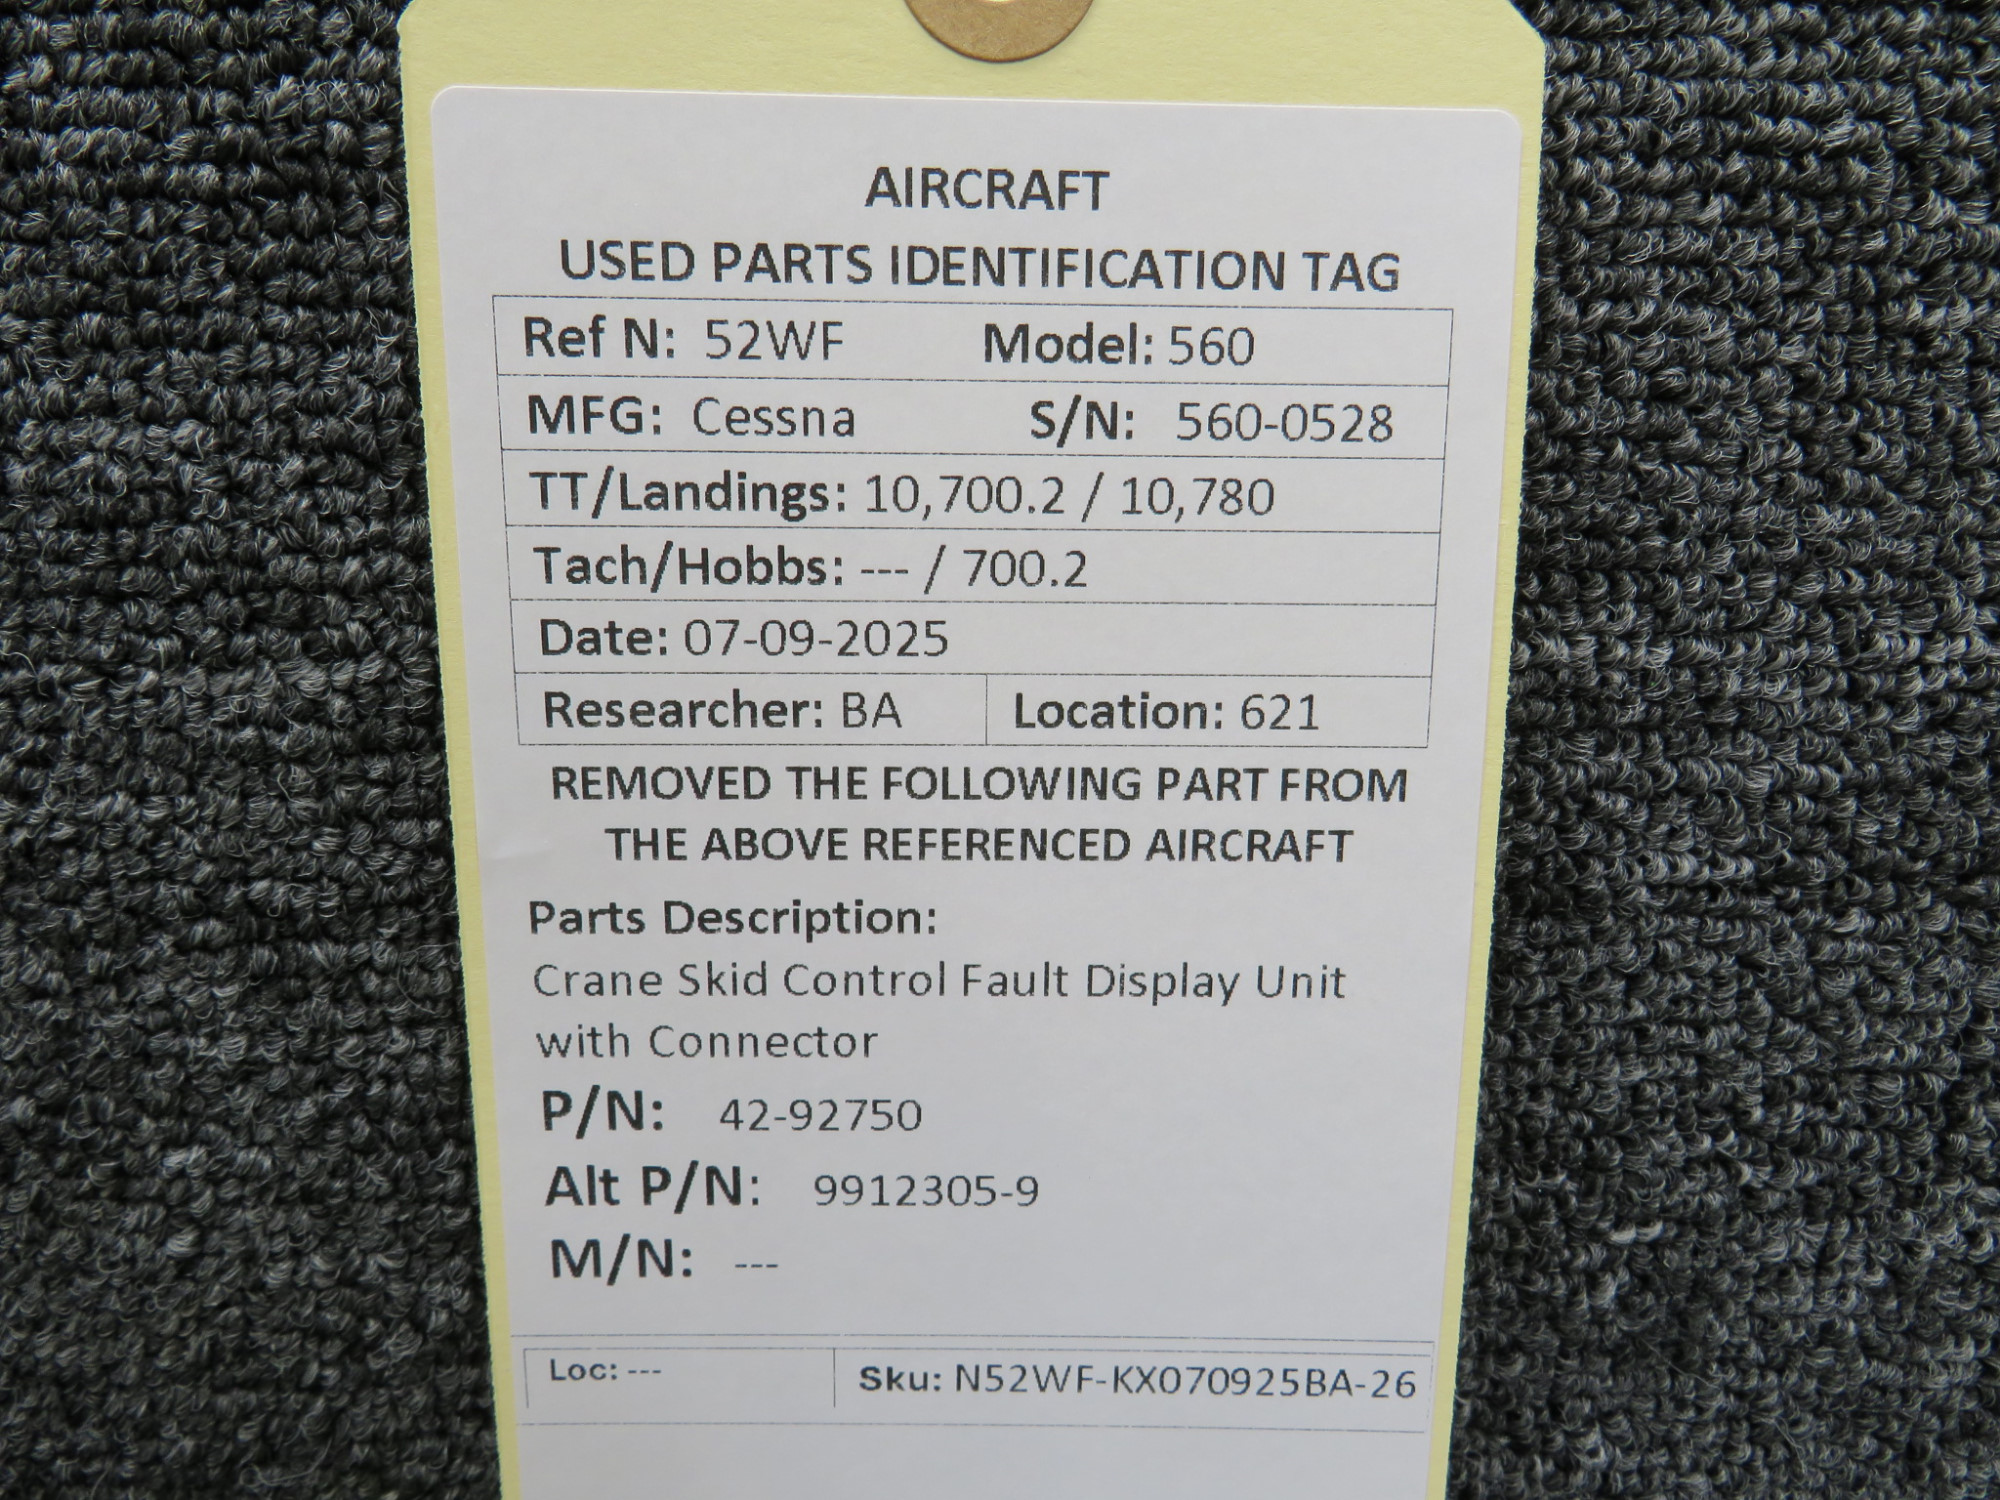 AIRCRAFT
USED PARTS IDENTIFICATION TAG
Ref N: 52WF Model: 560
MFG: Cessna S/N: 560-0528
TT/Landings: 10,700.2 / 10,780
Tach/Hobbs: --- / 700.2
Date: 07-09-2025
Researcher: BA Location: 621
REMOVED THE FOLLOWING PART FROM
THE ABOVE REFERENCED AIRCRAFT
Parts Description:
Crane Skid Control Fault Display Unit
with Connector
P/N: 42-92750
Alt P/N: 9912305-9
M/N: ---
Loc: --- Sku: N52WF-KX070925BA-26